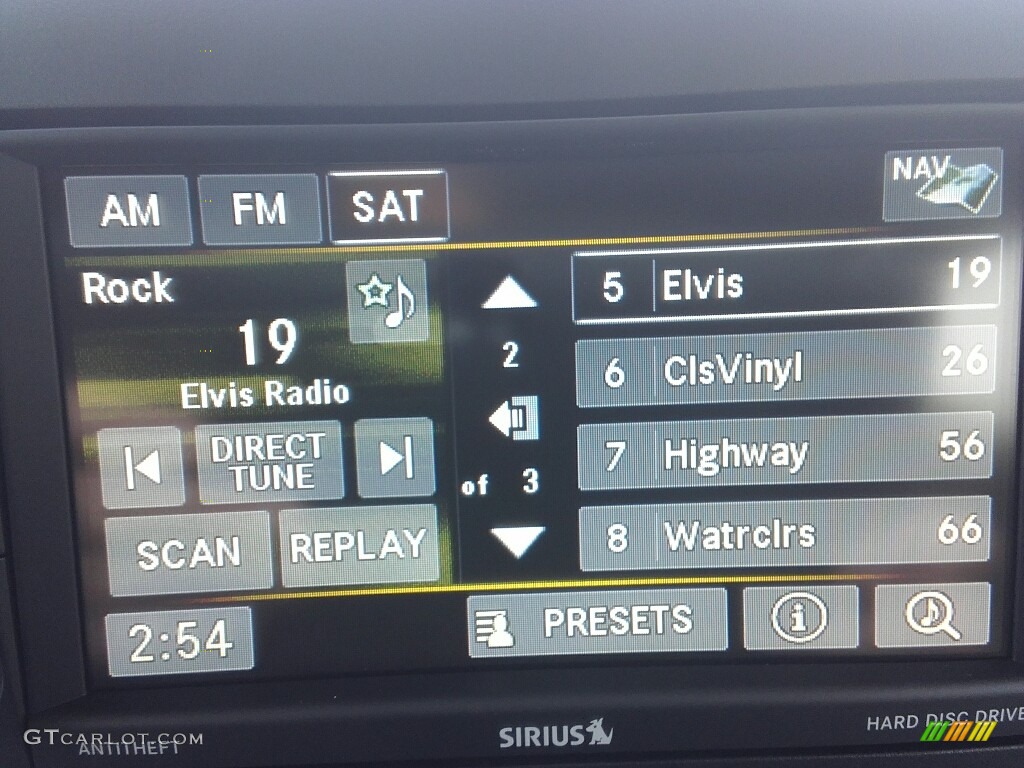 AM FM SAT NAV
Rock
19
Elvis Radio
DIRECT
TUNE
SCAN REPLAY
2:54
2
of 3
5 Elvis 19
6 ClsVinyl 26
7 Highway 56
8 Watrclrs 66
PRESETS i
GTCARLOT.COM
ANTITHEFT
SIRIUS
HARD DISC DRIVE